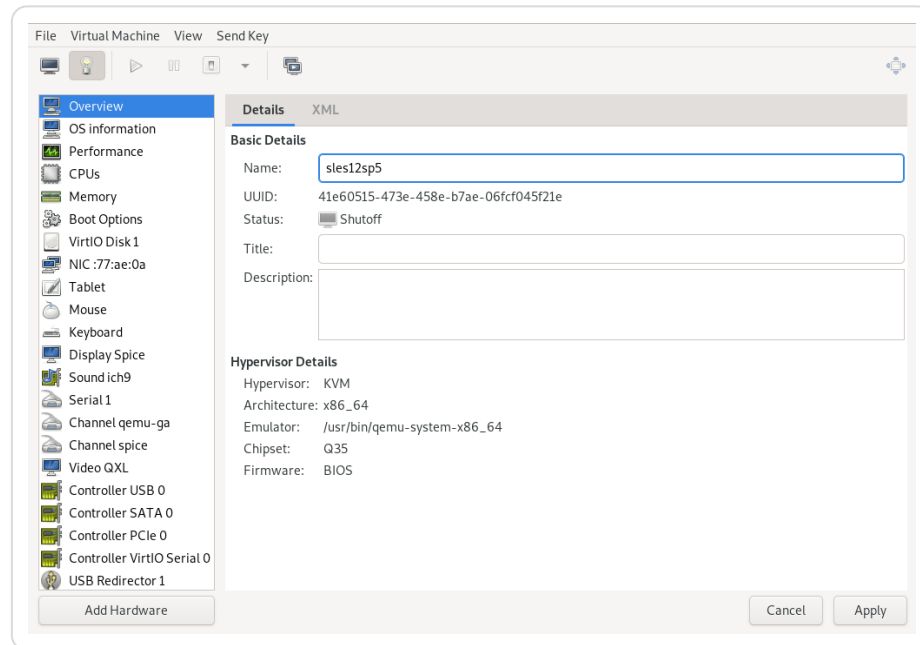 File Virtual Machine View Send Key
Overview
OS information
Performance
CPUs
Memory
Boot Options
VirtIO Disk 1
NIC :77:ae:0a
Tablet
Mouse
Keyboard
Display Spice
Sound ich9
Serial 1
Channel qemu-ga
Channel spice
Video QXL
Controller USB 0
Controller SATA 0
Controller PCIe 0
Controller VirtIO Serial 0
USB Redirector 1
Add Hardware
Details XML
Basic Details
Name: sles12sp5
UUID: 41e60515-473e-458e-b7ae-06fcf045f21e
Status: Shutoff
Title:
Description:
Hypervisor Details
Hypervisor: KVM
Architecture: x86_64
Emulator: /usr/bin/qemu-system-x86_64
Chipset: Q35
Firmware: BIOS
Cancel Apply